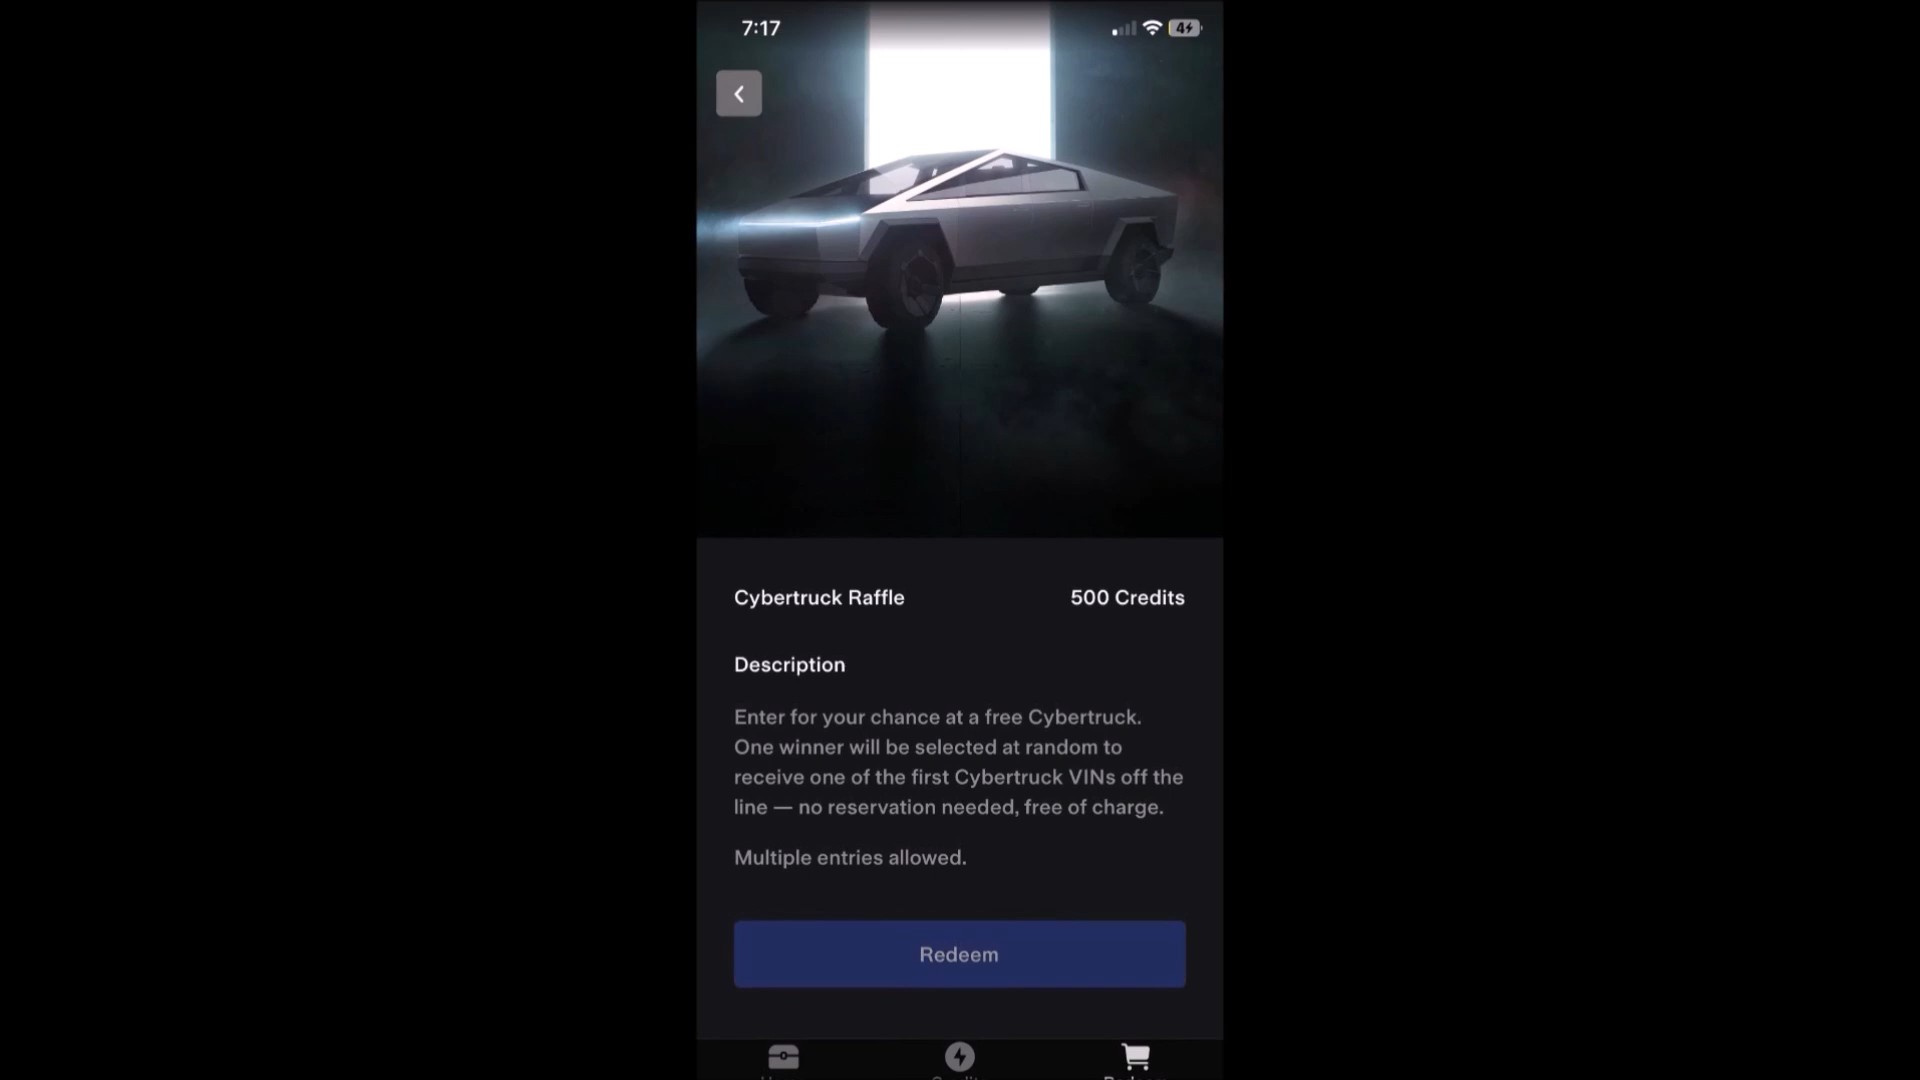 7:17
4
Cybertruck Raffle
500 Credits
Description
Enter for your chance at a free Cybertruck.
One winner will be selected at random to
receive one of the first Cybertruck VINs off the
line — no reservation needed, free of charge.
Multiple entries allowed.
Redeem